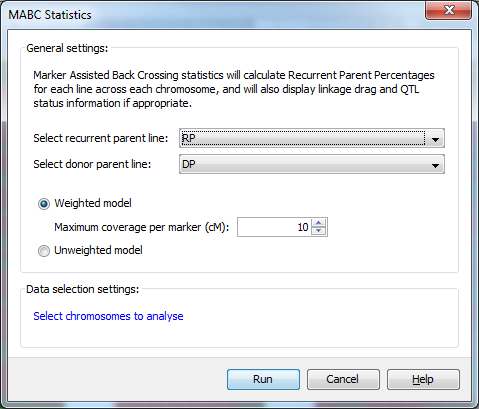 MABC Statistics
General settings:
Marker Assisted Back Crossing statistics will calculate Recurrent Parent Percentages
for each line across each chromosome, and will also display linkage drag and QTL
status information if appropriate.
Select recurrent parent line: RP
Select donor parent line: DP
Weighted model
Maximum coverage per marker (cM): 10
Unweighted model
Data selection settings:
Select chromosomes to analyse
Run Cancel Help